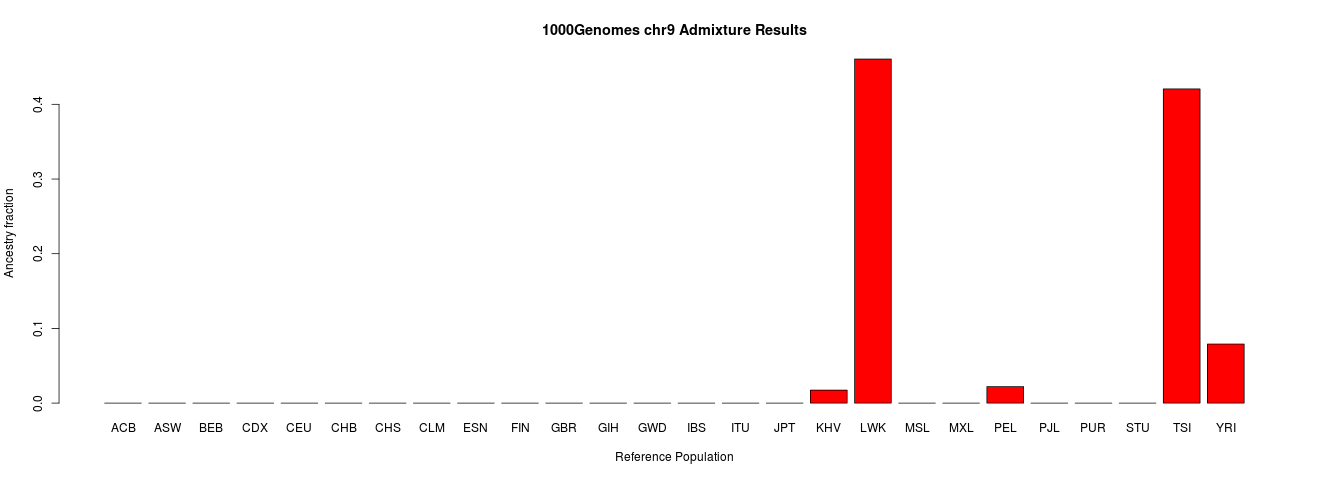 1000Genomes chr9 Admixture Results
Ancestry fraction
0.4
0.3
0.2
0.1
0.0
ACB ASW BEB CDX CEU CHB CHS CLM ESN FIN GBR GIH GWD IBS ITU JPT KHV LWK MSL MXL PEL PJL PUR STU TSI YRI
Reference Population